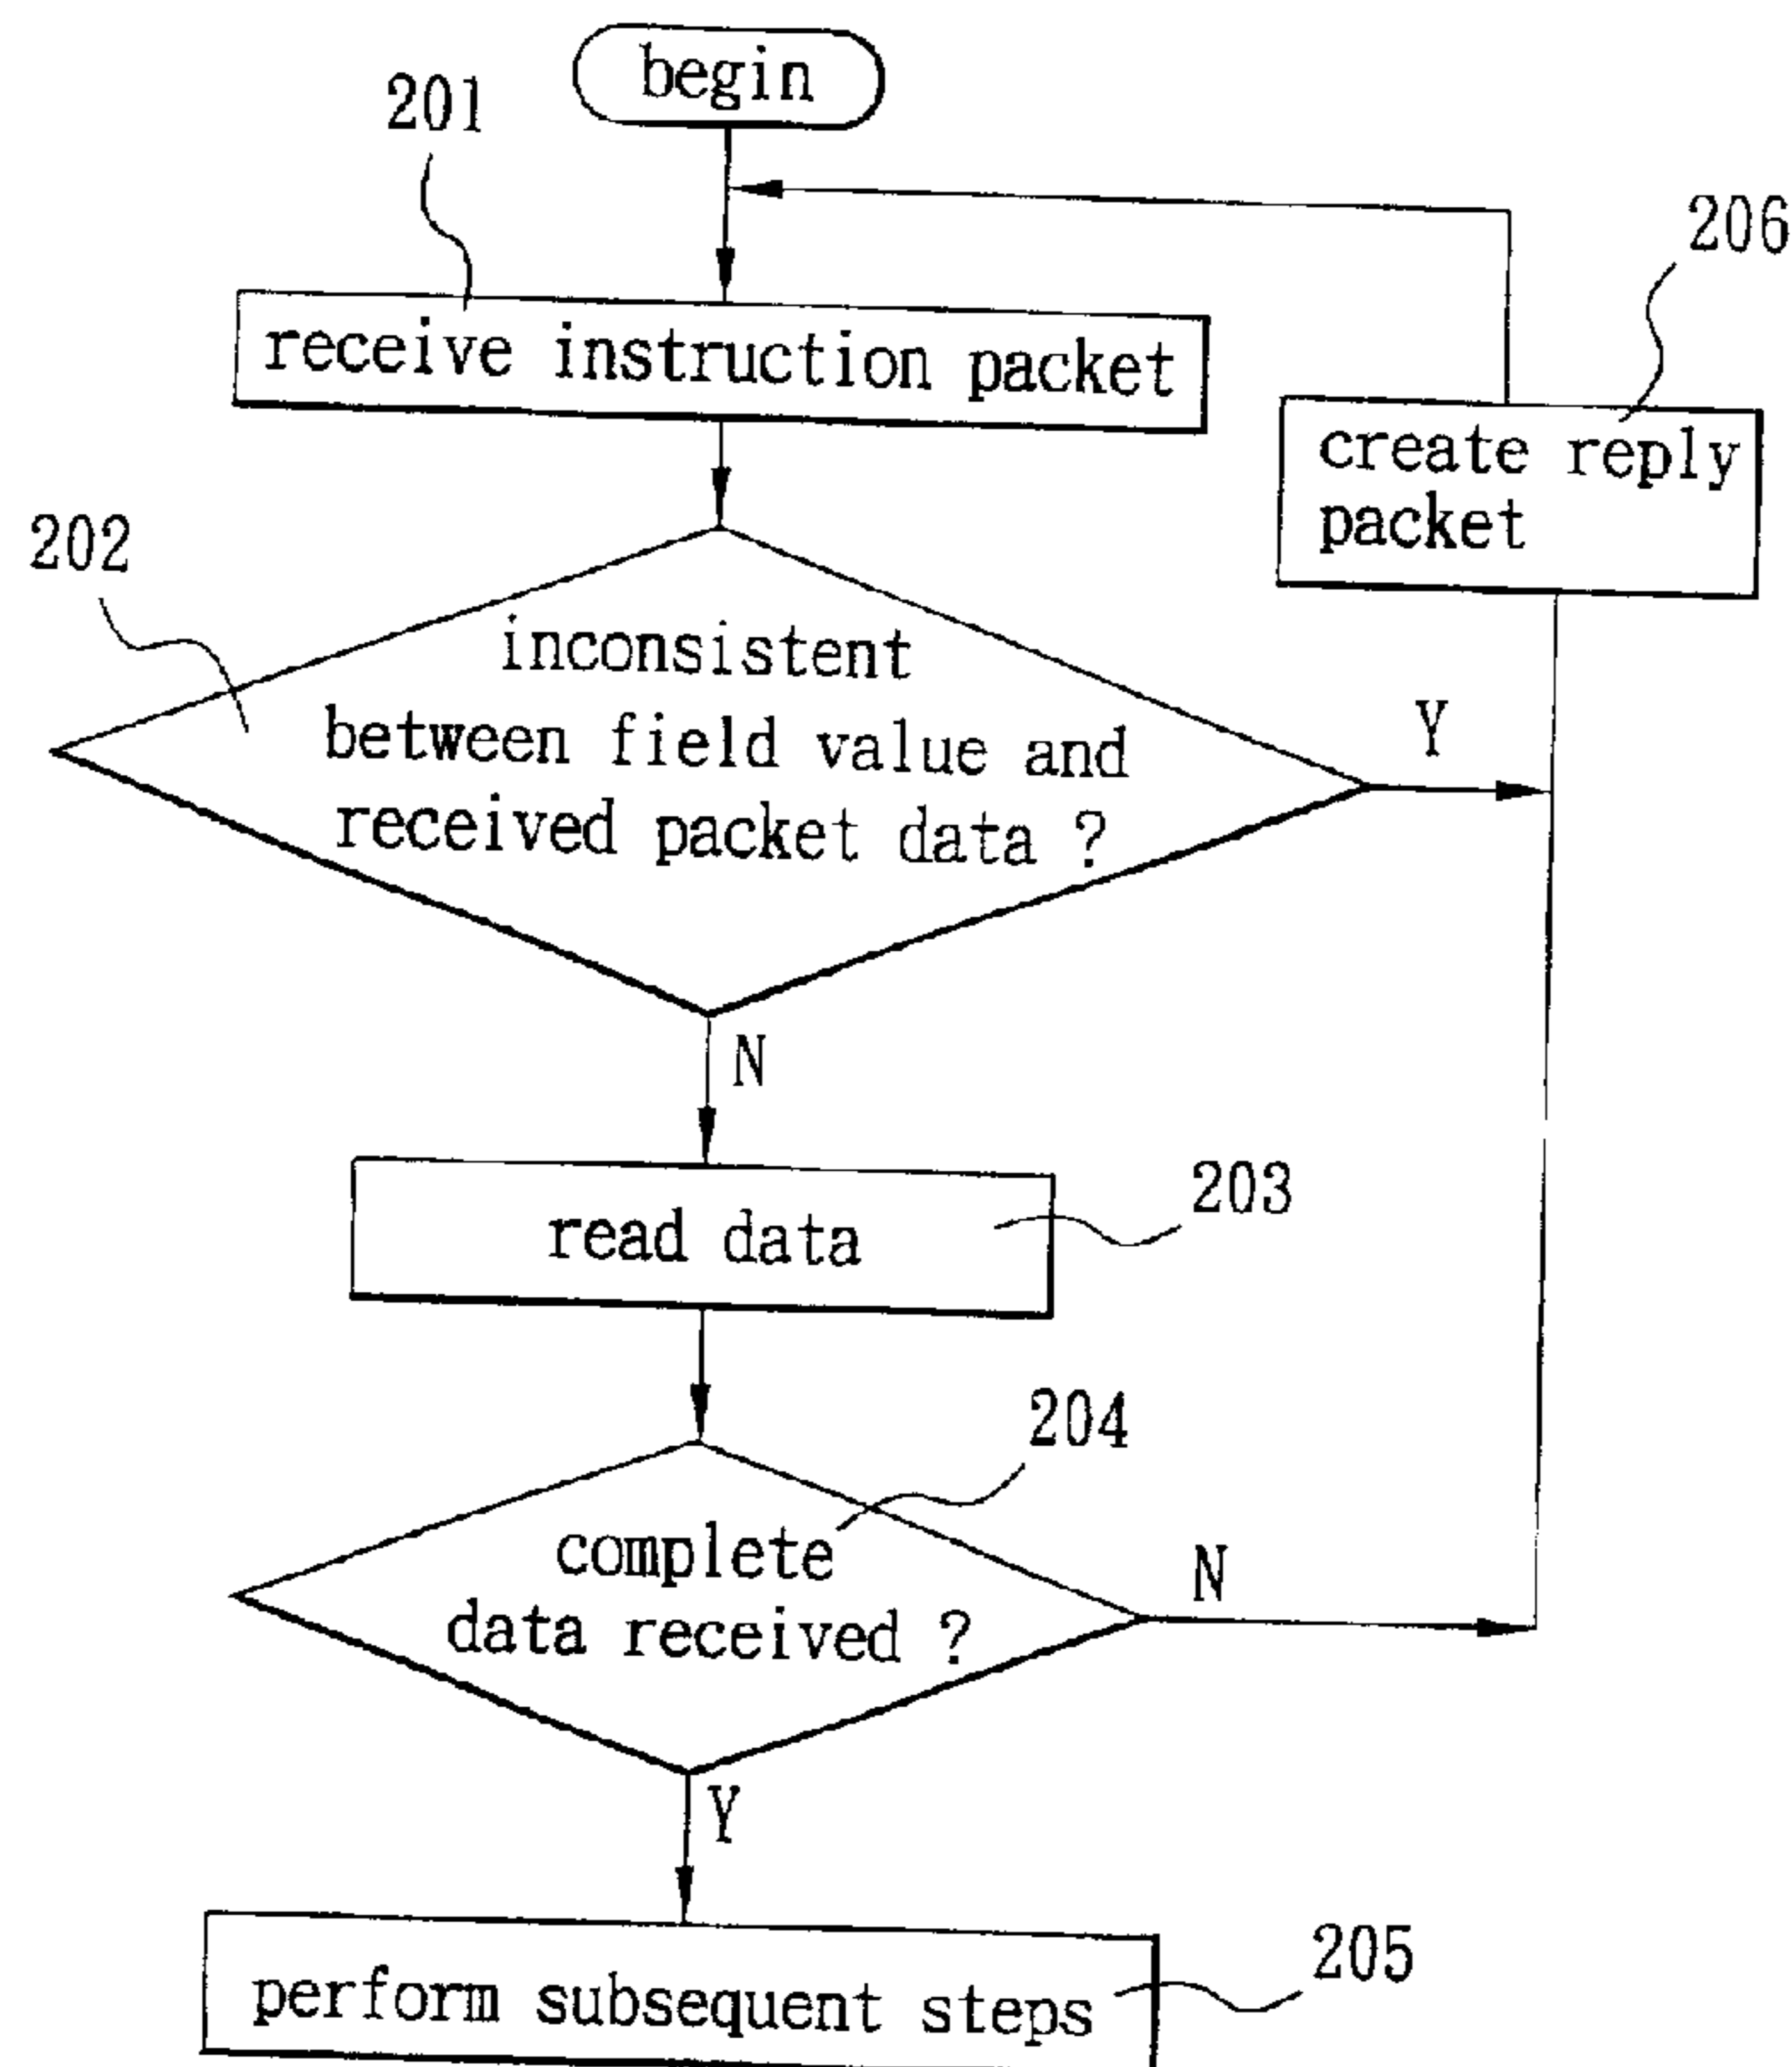 begin
201
206
receive instruction packet
create reply
packet
202
inconsistent
between field value and
received packet data ?
Y
N
203
read data
204
complete
data received ?
N
Y
205
perform subsequent steps